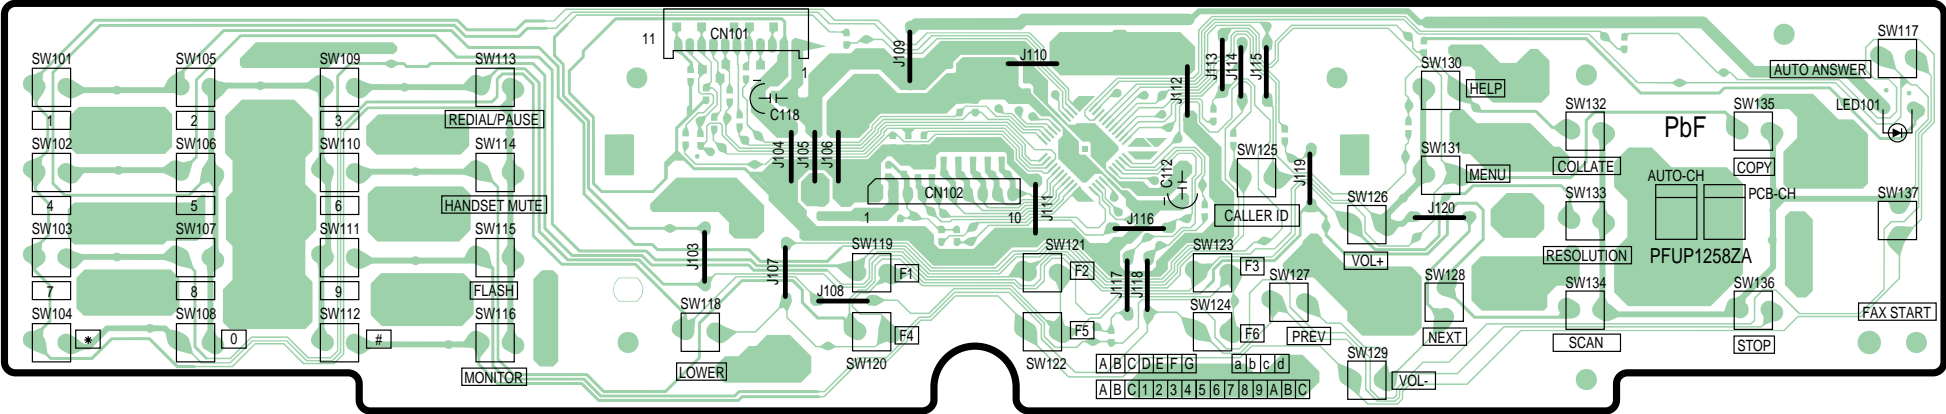 SW101 SW105 SW109 SW113
1 2 3 REDIAL/PAUSE
SW102 SW106 SW110 SW114
4 5 6 HANDSET MUTE
SW103 SW107 SW111 SW115
7 8 9 FLASH
SW104 SW108 SW112 SW116
* 0 # MONITOR
11 CN101 1
C118
J104 J105 J106
J109
J110
J112
J113 J114 J115
CN102
1 10
J111
C112
J116
SW125
CALLER ID
J119
J103
J107
J108
SW118
LOWER
SW119
F1
SW120
F4
SW121
F2
SW122
F5
J117 J118
SW123
F3
SW124
F6
SW127
PREV
SW126
VOL+
J120
SW128
NEXT
SW129
VOL-
SW130
HELP
SW131
MENU
SW132
COLLATE
SW133
RESOLUTION
SW134
SCAN
PbF
SW135
COPY
AUTO-CH
PCB-CH
PFUP1258ZA
SW136
STOP
SW117
AUTO ANSWER
LED101
SW137
FAX START
A B C D E F G a b c d
A B C 1 2 3 4 5 6 7 8 9 A B C